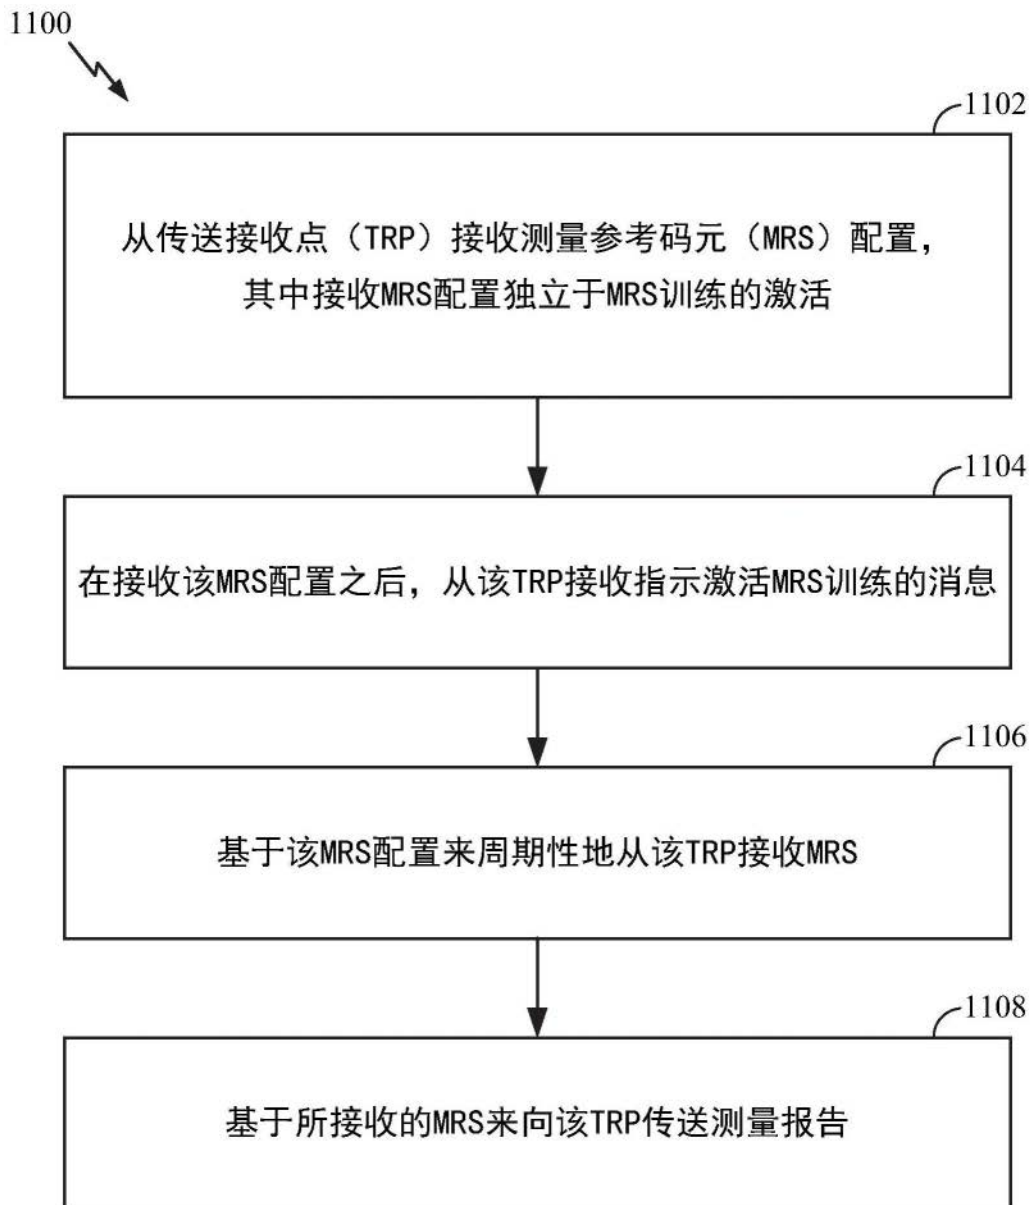 1100
1102
从传送接收点（TRP）接收测量参考码元（MRS）配置，
其中接收MRS配置独立于MRS训练的激活
1104
在接收该MRS配置之后，从该TRP接收指示激活MRS训练的消息
1106
基于该MRS配置来周期性地从该TRP接收MRS
1108
基于所接收的MRS来向该TRP传送测量报告